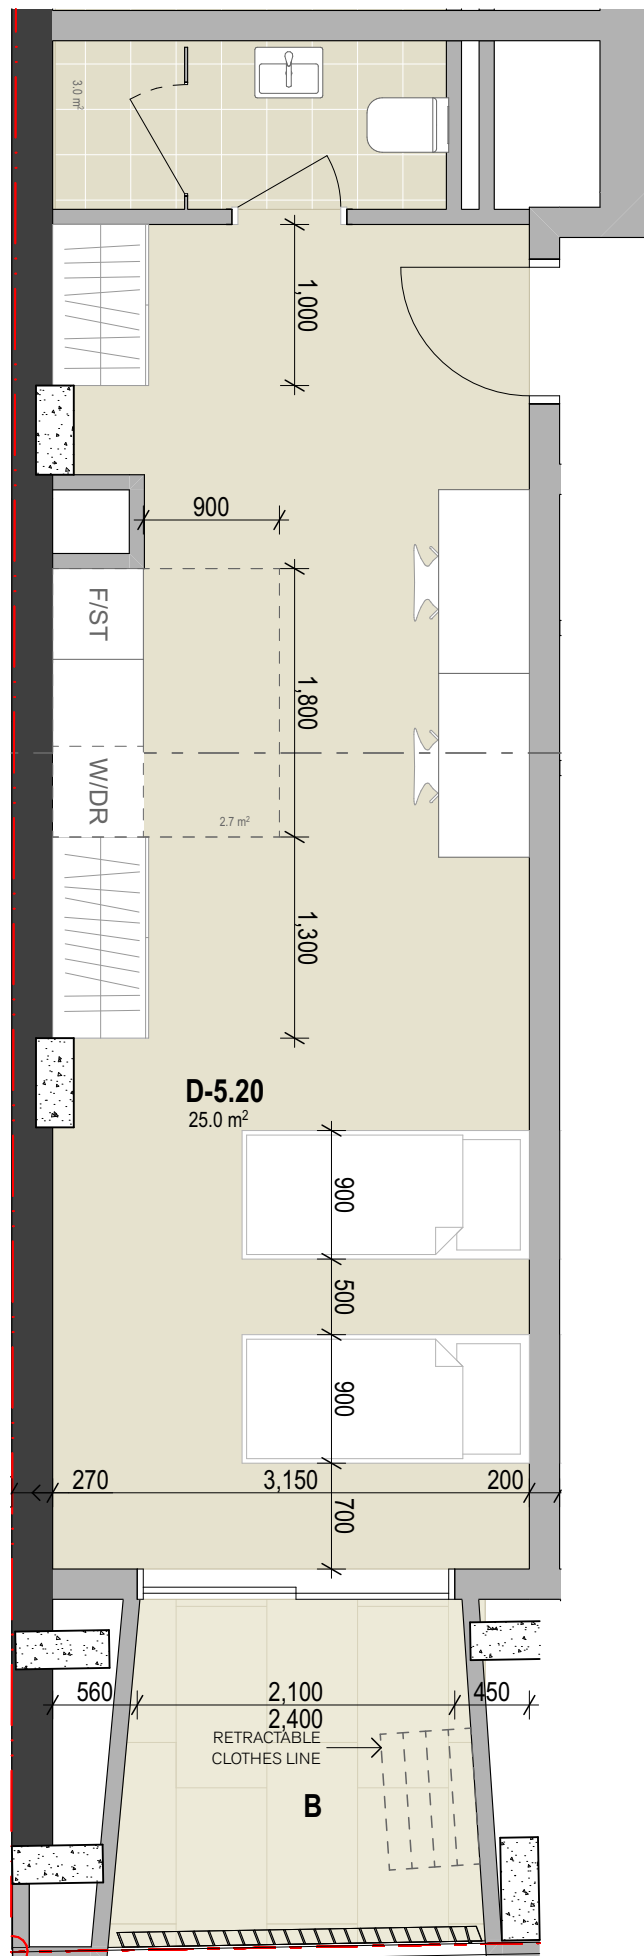 3.0 m²
1,000
900
F/ST
1,800
W/DR
2.7 m²
1,300
D-5.20
25.0 m²
900
500
900
270
3,150
200
700
560
2,100
450
2,400
RETRACTABLE
CLOTHES LINE
B